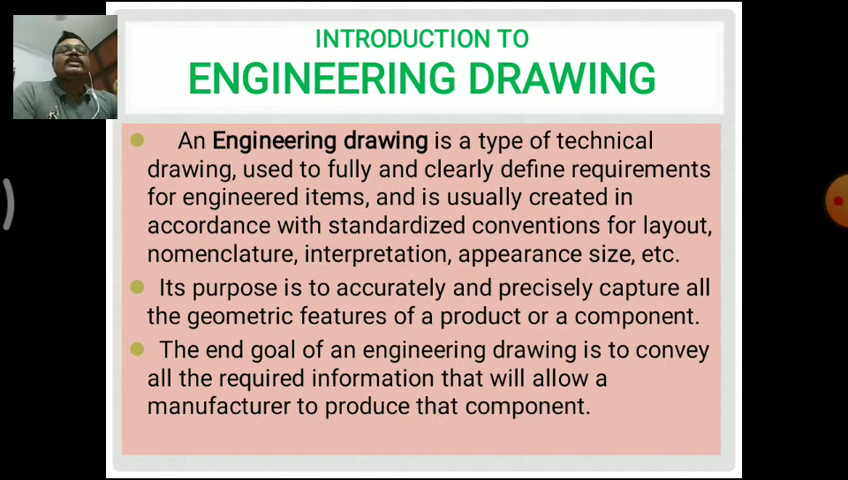 INTRODUCTION TO
ENGINEERING DRAWING
An Engineering drawing is a type of technical
drawing, used to fully and clearly define requirements
for engineered items, and is usually created in
accordance with standardized conventions for layout,
nomenclature, interpretation, appearance size, etc.
Its purpose is to accurately and precisely capture all
the geometric features of a product or a component.
The end goal of an engineering drawing is to convey
all the required information that will allow a
manufacturer to produce that component.